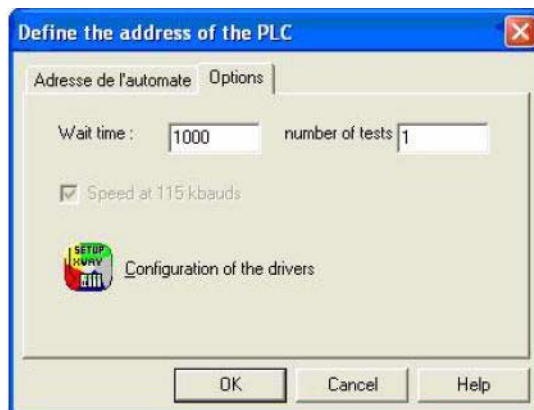 Define the address of the PLC
Adresse de l'automate Options
Wait time : 1000 number of tests 1
Speed at 115 kbauds
SETUP
XWAY
Configuration of the drivers
OK Cancel Help